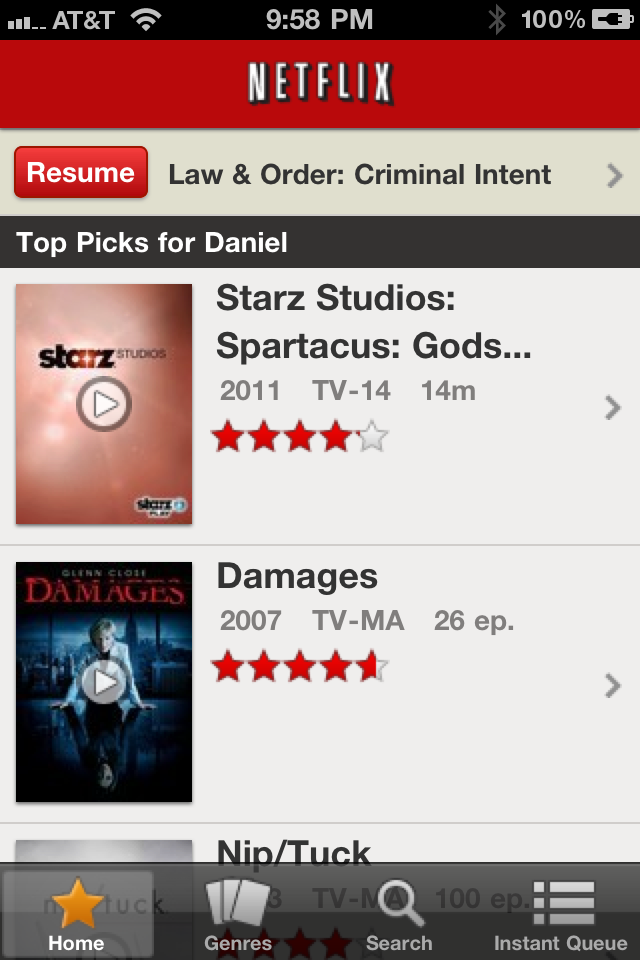 AT&T 9:58 PM 100%
NETFLIX
Resume Law & Order: Criminal Intent
Top Picks for Daniel
starz STUDIOS
starz
PLAY
Starz Studios:
Spartacus: Gods...
2011 TV-14 14m
GLENN CLOSE
DAMAGES
Damages
2007 TV-MA 26 ep.
Nip/Tuck
3 TV-MA 100 ep.
tuck
Home Genres Search Instant Queue